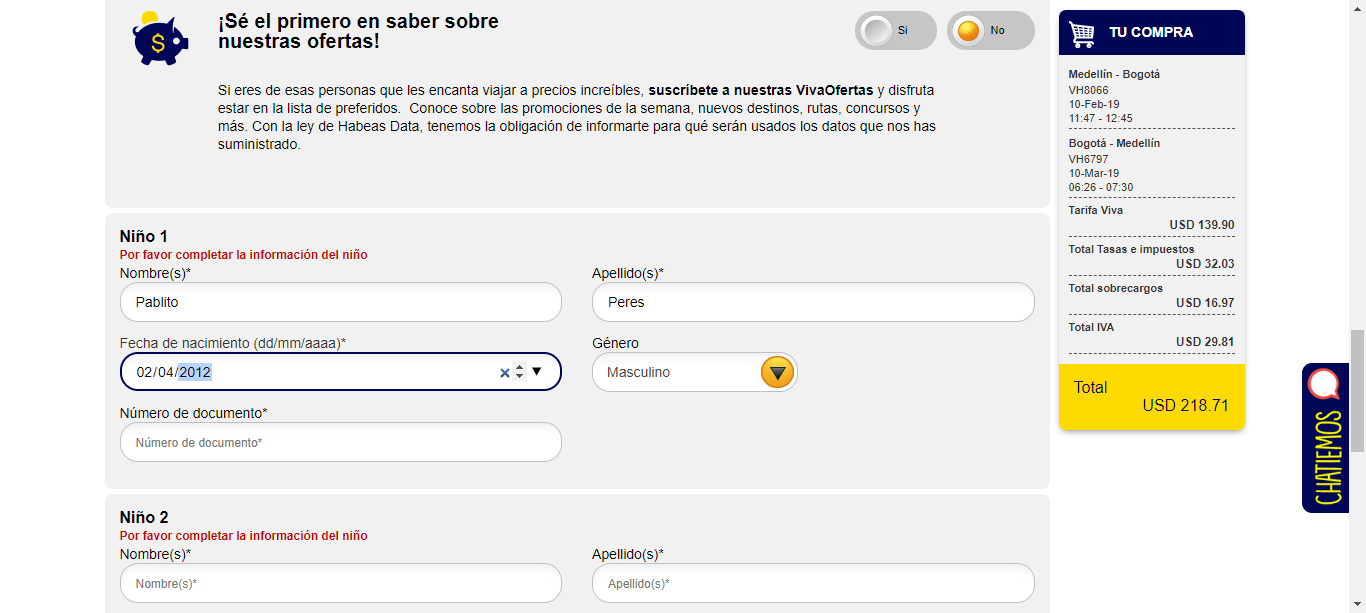 ¡Sé el primero en saber sobre
nuestras ofertas!
Si
No
Si eres de esas personas que les encanta viajar a precios increíbles, suscríbete a nuestras VivaOfertas y disfruta
estar en la lista de preferidos. Conoce sobre las promociones de la semana, nuevos destinos, rutas, concursos y
más. Con la ley de Habeas Data, tenemos la obligación de informarte para qué serán usados los datos que nos has
suministrado.
Niño 1
Por favor completar la información del niño
Nombre(s)*
Apellido(s)*
Pablito
Peres
Fecha de nacimiento (dd/mm/aaaa)*
Género
02/04/2012
Masculino
Número de documento*
Número de documento*
Niño 2
Por favor completar la información del niño
Nombre(s)*
Apellido(s)*
Nombre(s)*
Apellido(s)*
TU COMPRA
Medellín - Bogotá
VH8066
10-Feb-19
11:47 - 12:45
Bogotá - Medellín
VH6797
10-Mar-19
06:26 - 07:30
Tarifa Viva
USD 139.90
Total Tasas e impuestos
USD 32.03
Total sobrecargos
USD 16.97
Total IVA
USD 29.81
Total
USD 218.71
CHATIEMOS